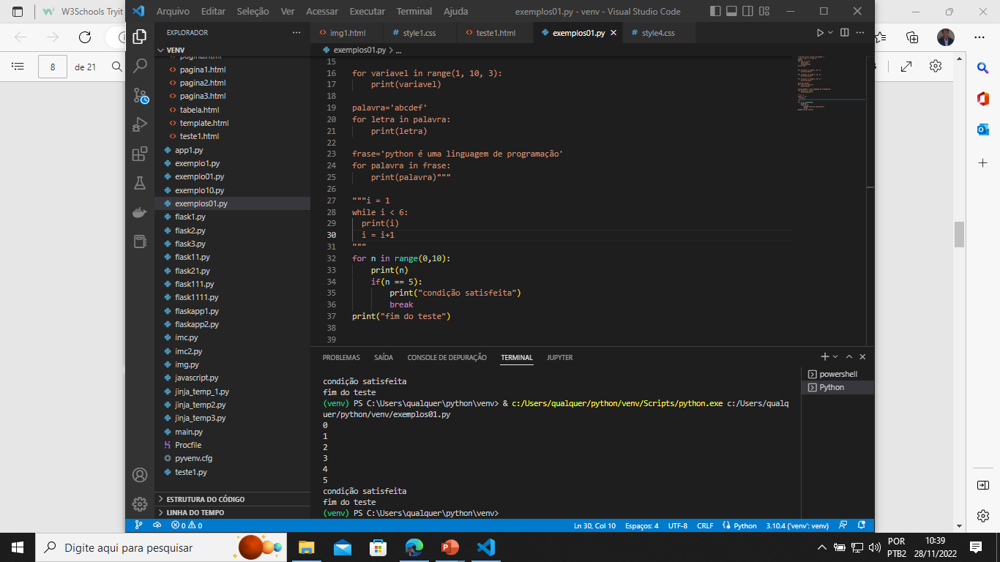 W3Schools Tryit
Arquivo Editar Seleção Ver Acessar Executar Terminal Ajuda
exemplos01.py - venv - Visual Studio Code
8 de 21
EXPLORADOR
VENV
pagina.html
pagina1.html
pagina2.html
pagina3.html
tabela.html
template.html
teste1.html
app1.py
exemplo1.py
exemplo01.py
exemplo10.py
exemplos01.py
flask1.py
flask2.py
flask3.py
flask11.py
flask21.py
flask111.py
flask1111.py
flaskapp1.py
flaskapp2.py
imc.py
imc2.py
img.py
javascript.py
jinja_temp_1.py
jinja_temp2.py
jinja_temp3.py
main.py
Procfile
pyvenv.cfg
teste1.py
ESTRUTURA DO CÓDIGO
LINHA DO TEMPO
img1.html style1.css teste1.html exemplos01.py style4.css
exemplos01.py > ...
15
16 for variavel in range(1, 10, 3):
17 print(variavel)
18
19 palavra='abcdef'
20 for letra in palavra:
21 print(letra)
22
23 frase='python é uma linguagem de programação'
24 for palavra in frase:
25 print(palavra)"""
26
27 """i = 1
28 while i < 6:
29 print(i)
30 i = i+1
31 """
32 for n in range(0,10):
33 print(n)
34 if(n == 5):
35 print("condição satisfeita")
36 break
37 print("fim do teste")
38
39
PROBLEMAS SAÍDA CONSOLE DE DEPURAÇÃO TERMINAL JUPYTER
condição satisfeita
fim do teste
(venv) PS C:\Users\qualquer\python\venv> & c:/Users/qualquer/python/venv/Scripts/python.exe c:/Users/qualq
uer/python/venv/exemplos01.py
0
1
2
3
4
5
condição satisfeita
fim do teste
(venv) PS C:\Users\qualquer\python\venv>
powershell
Python
0 0
Ln 30, Col 10 Espaços: 4 UTF-8 CRLF Python 3.10.4 ('venv': venv)
Digite aqui para pesquisar
POR
PTB2
10:39
28/11/2022